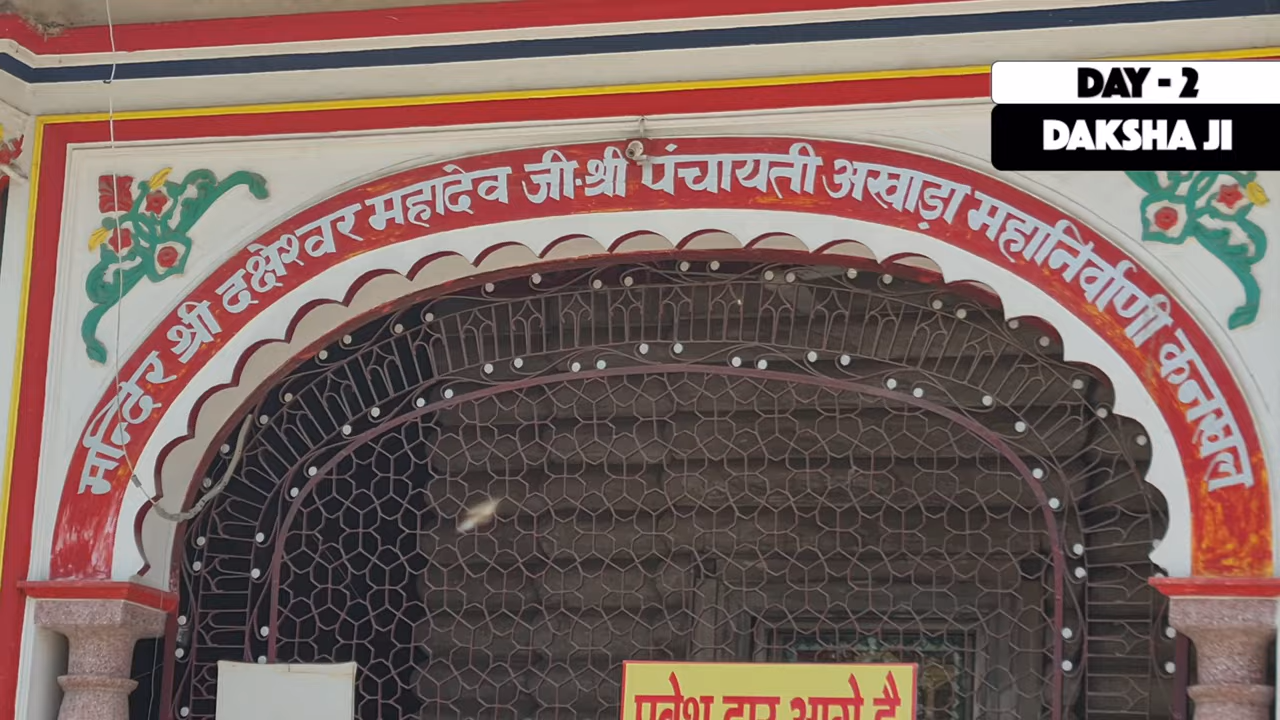 DAY - 2
DAKSHA JI
मन्दिर श्री दक्षेश्वर महादेव जी-श्री पंचायती अखाड़ा महानिर्वाणी कनखल
प्रवेश द्वार आगे है